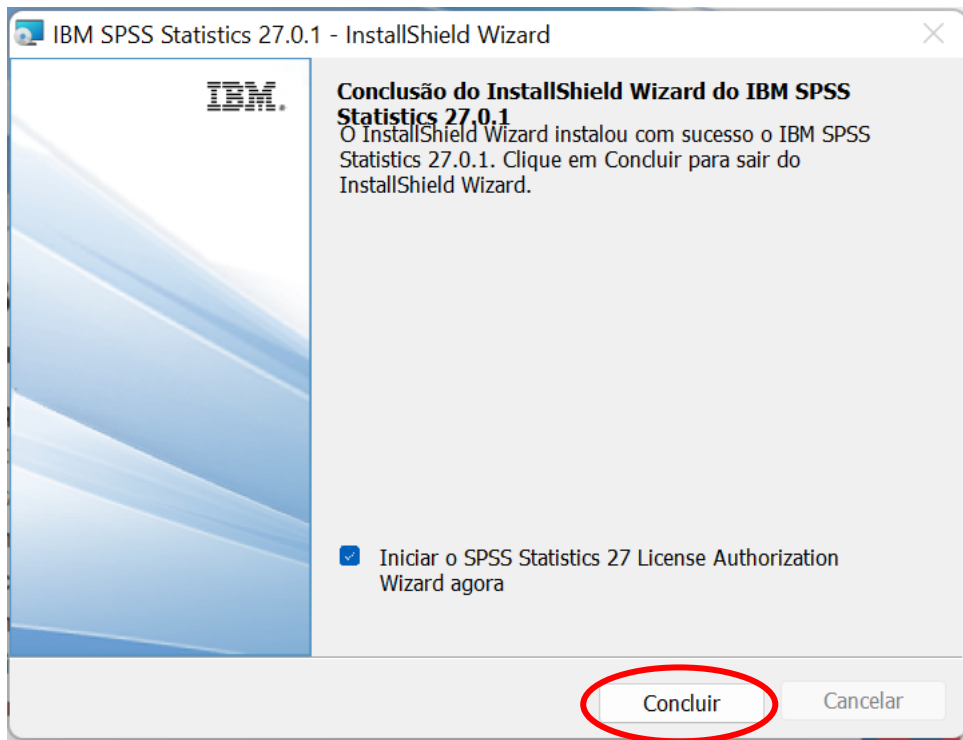 IBM SPSS Statistics 27.0.1 - InstallShield Wizard
IBM.
Conclusão do InstallShield Wizard do IBM SPSS
Statistics 27.0.1
O InstallShield Wizard instalou com sucesso o IBM SPSS
Statistics 27.0.1. Clique em Concluir para sair do
InstallShield Wizard.
Iniciar o SPSS Statistics 27 License Authorization
Wizard agora
Concluir
Cancelar